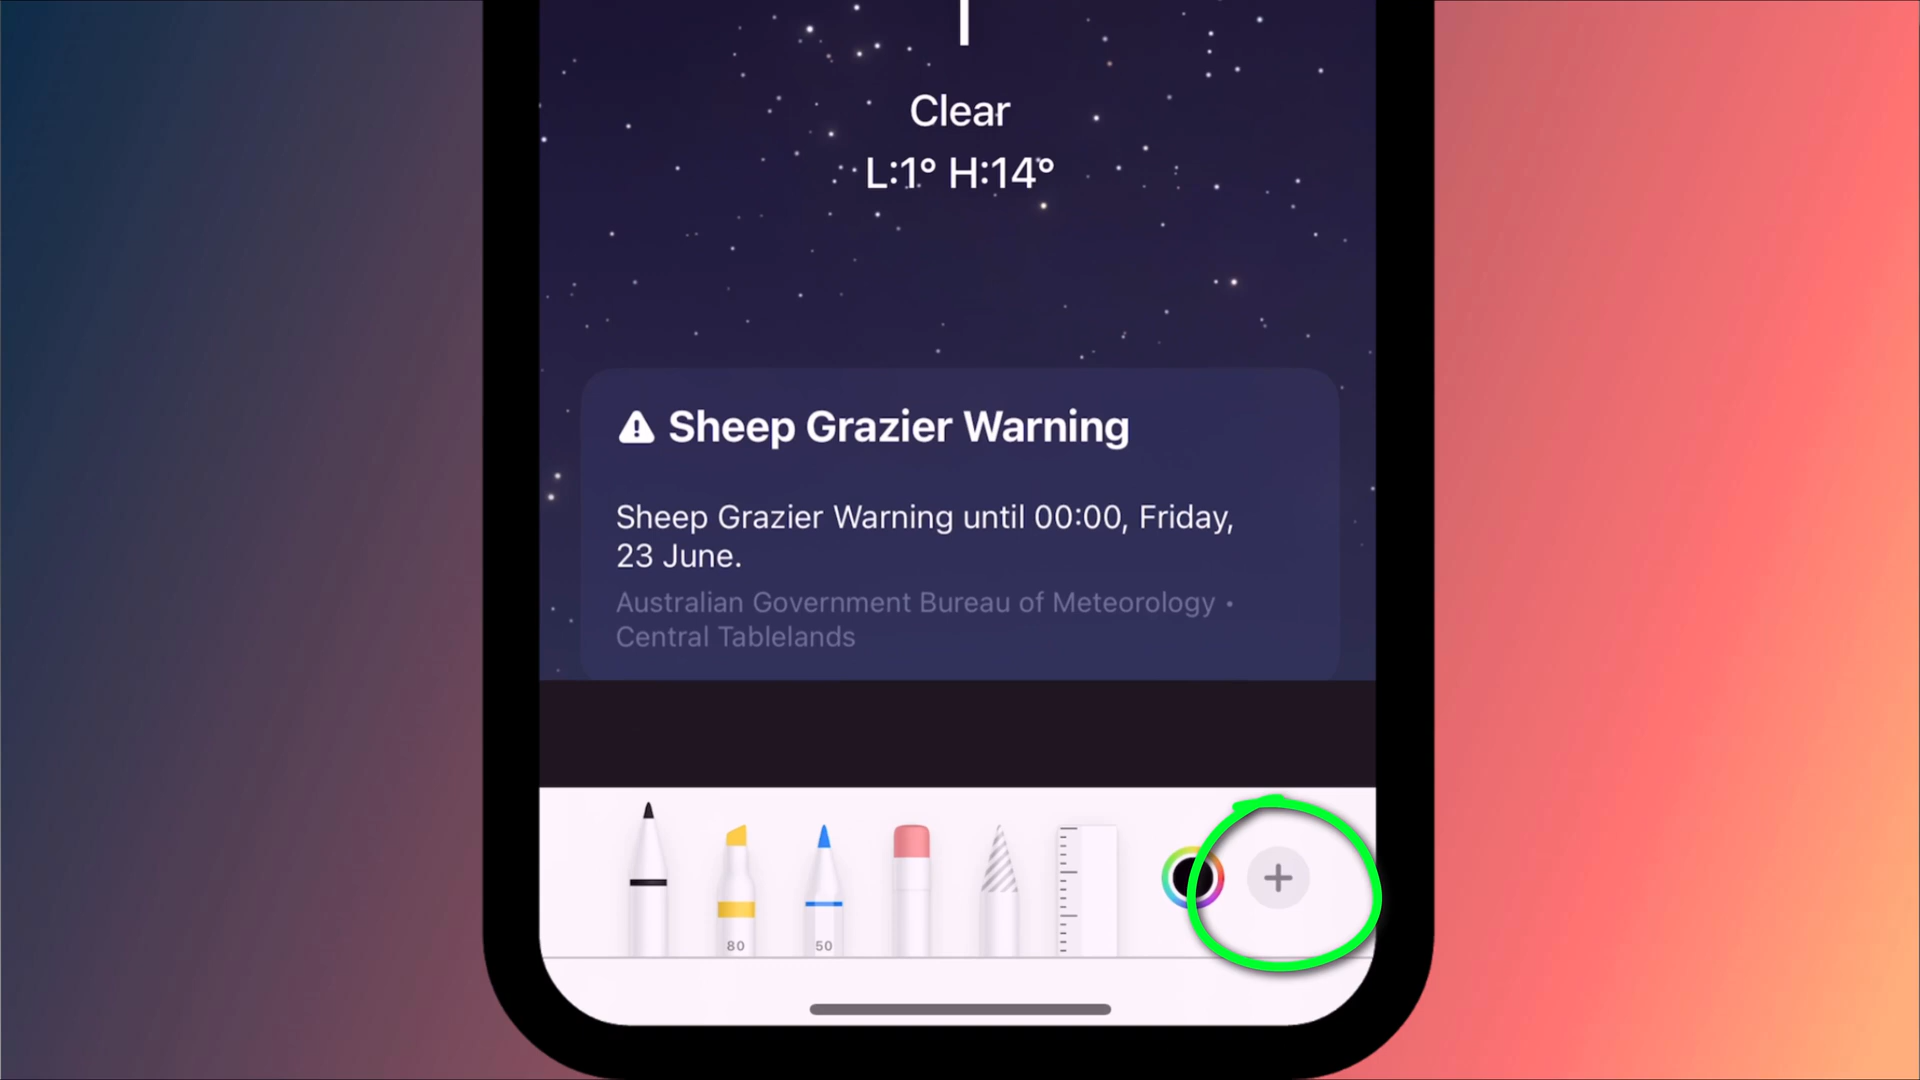 Clear
L:1° H:14°
Sheep Grazier Warning
Sheep Grazier Warning until 00:00, Friday,
23 June.
Australian Government Bureau of Meteorology •
Central Tablelands
80
50